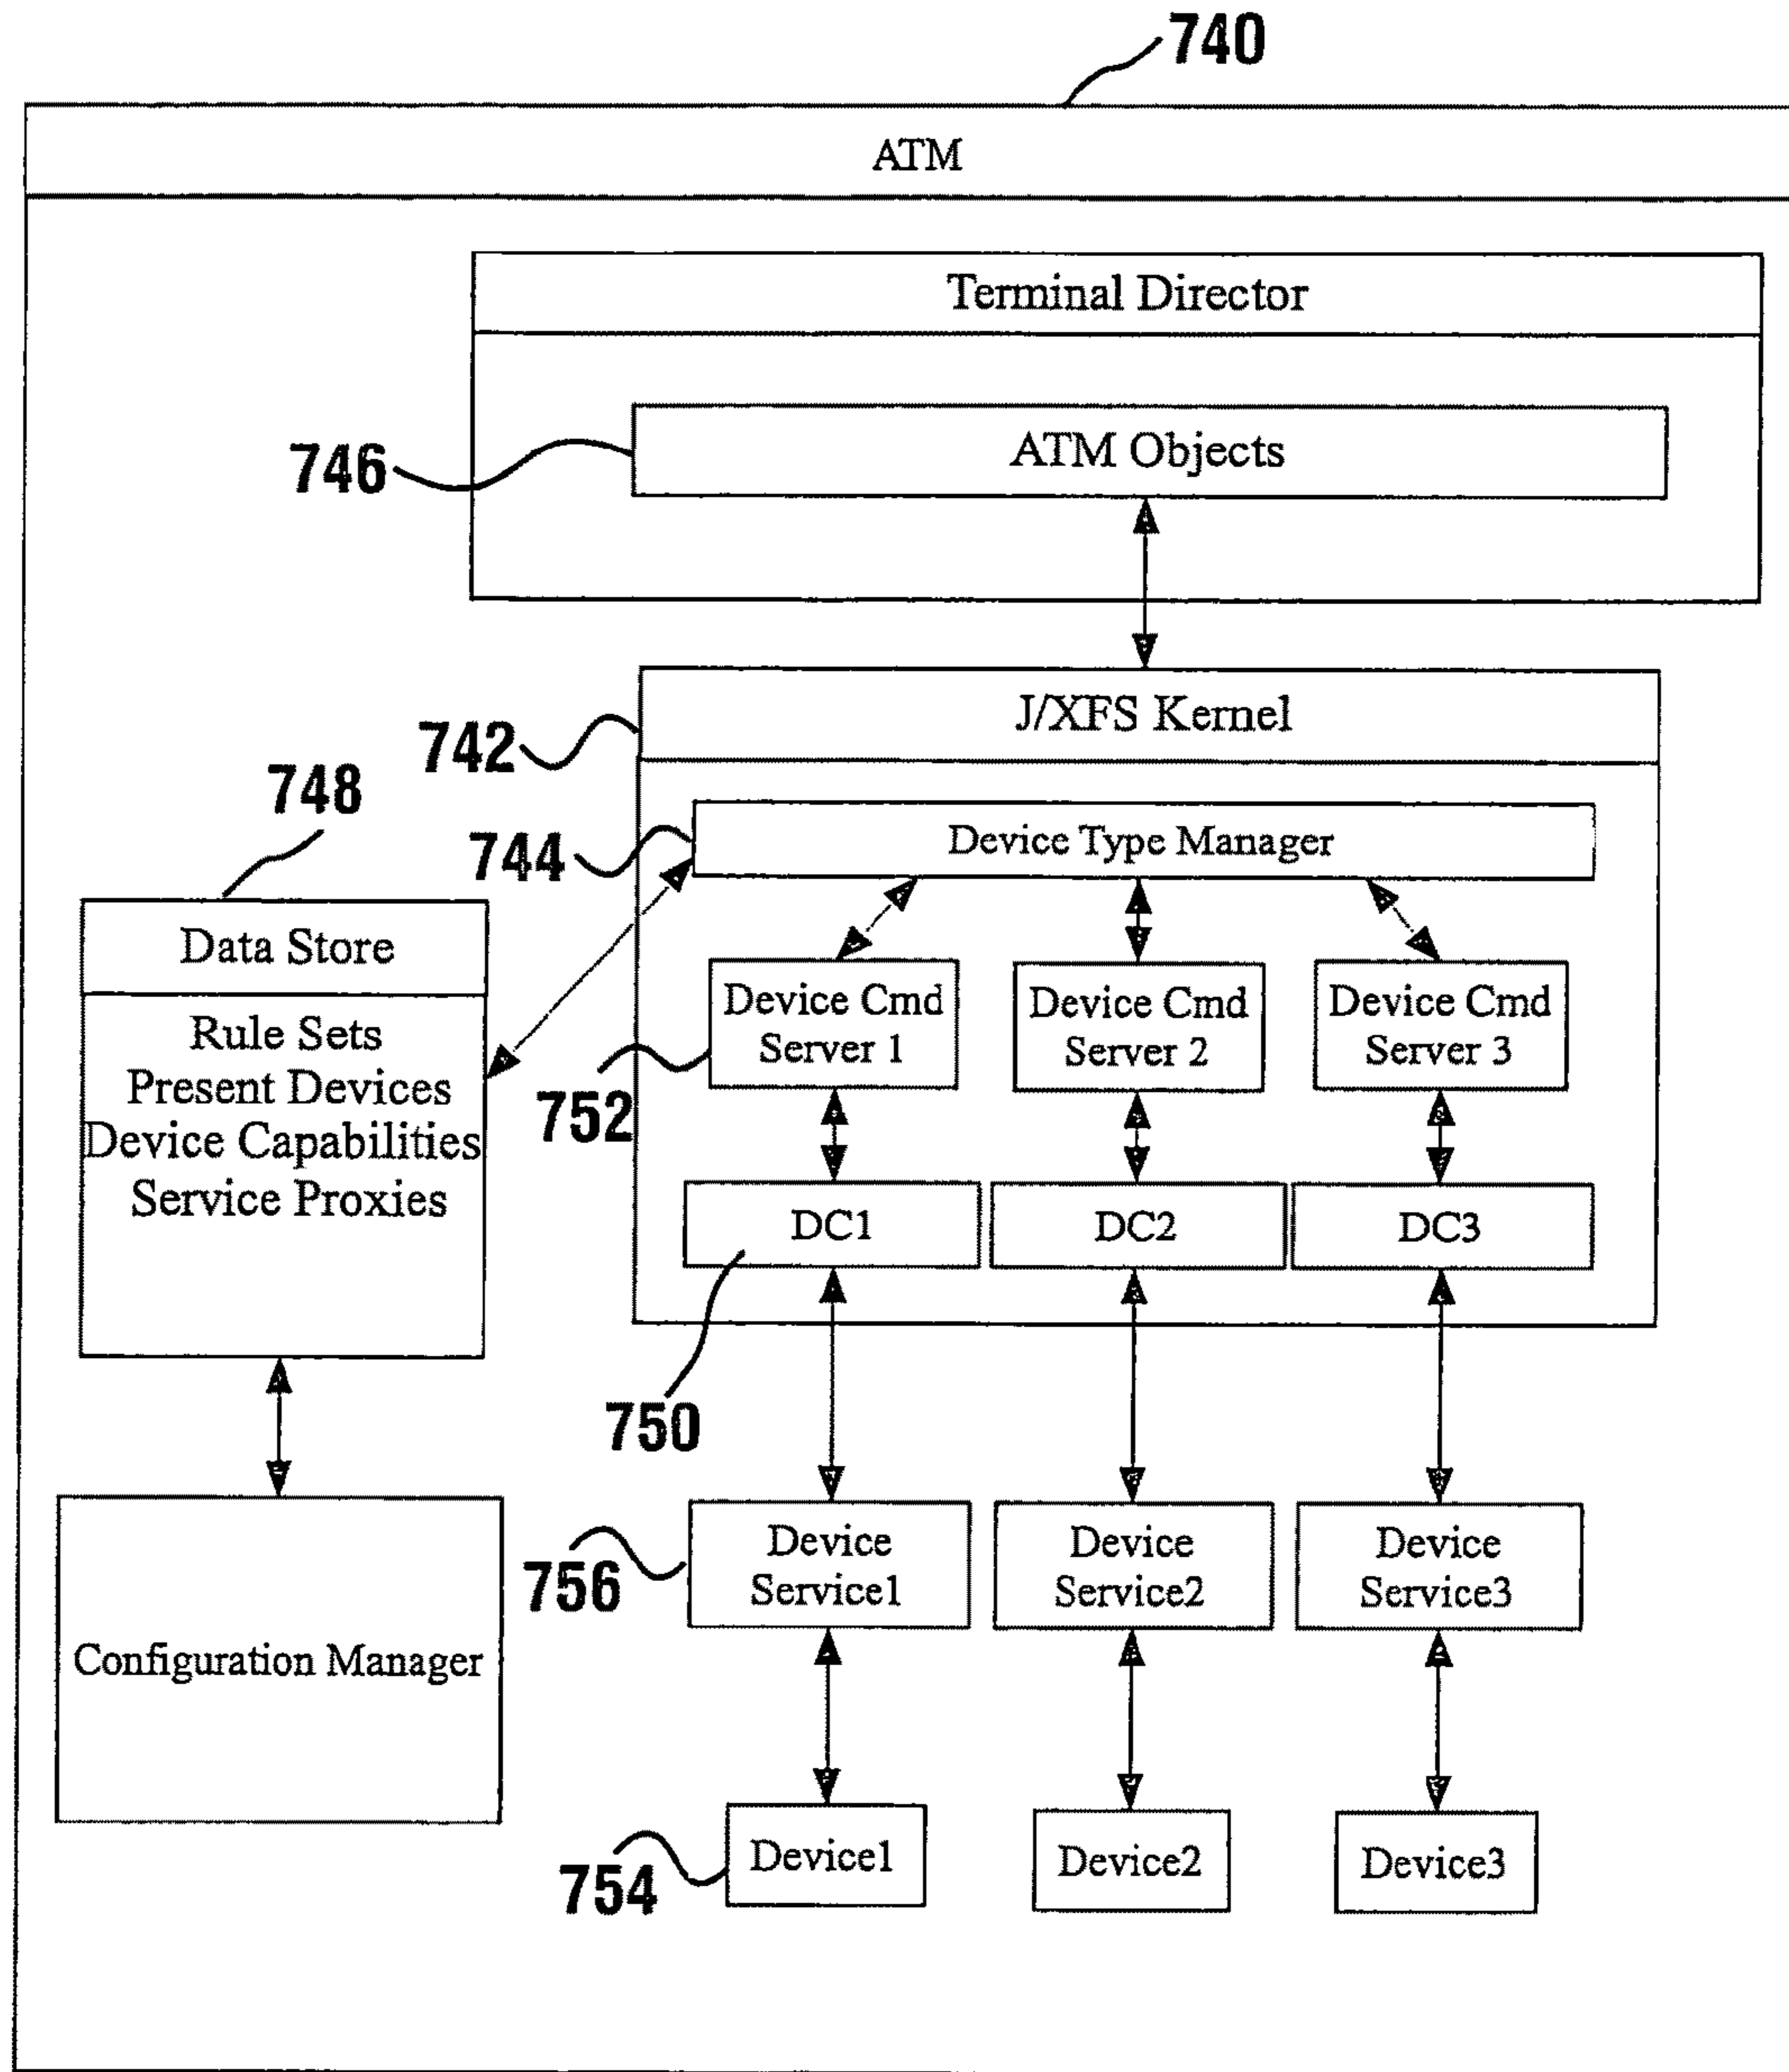 740
ATM
Terminal Director
746
ATM Objects
742
J/XFS Kernel
748
744
Device Type Manager
Data Store
Rule Sets
Present Devices
Device Capabilities
Service Proxies
Device Cmd
Server 1
Device Cmd
Server 2
Device Cmd
Server 3
752
DC1
DC2
DC3
750
Configuration Manager
756
Device
Service1
Device
Service2
Device
Service3
754
Device1
Device2
Device3